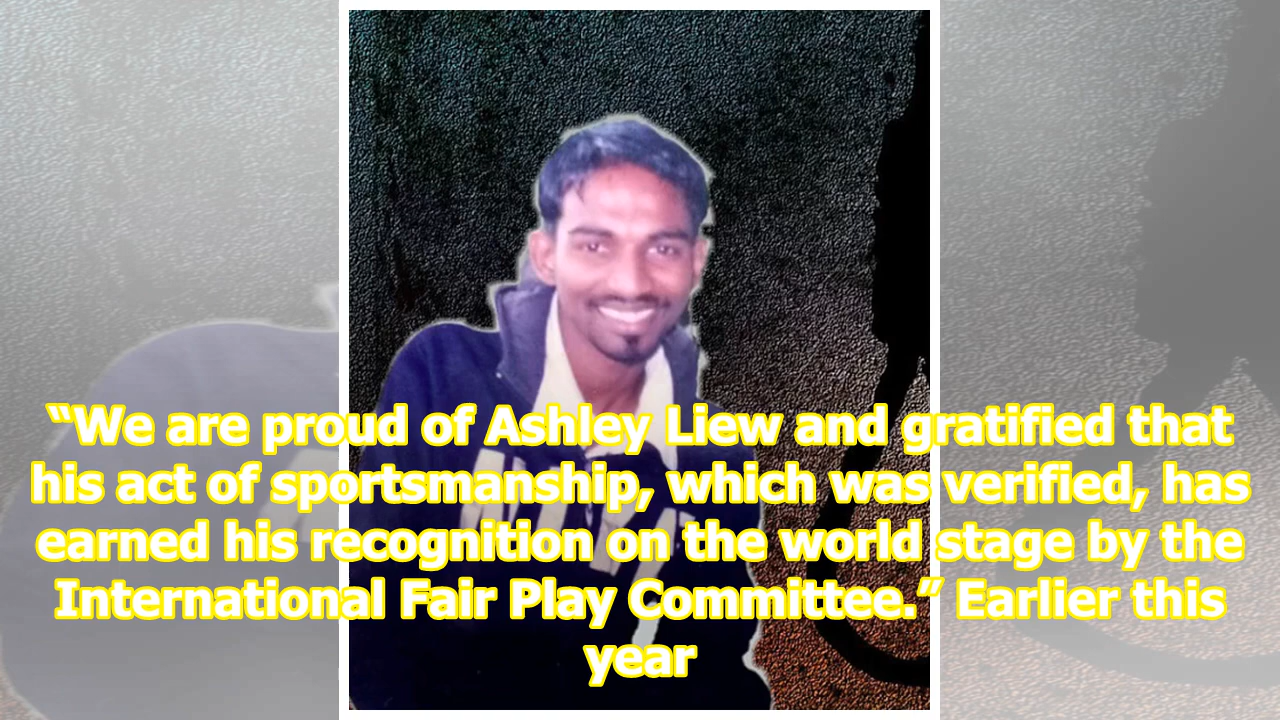 “We are proud of Ashley Liew and gratified that
his act of sportsmanship, which was verified, has
earned his recognition on the world stage by the
International Fair Play Committee.” Earlier this
year